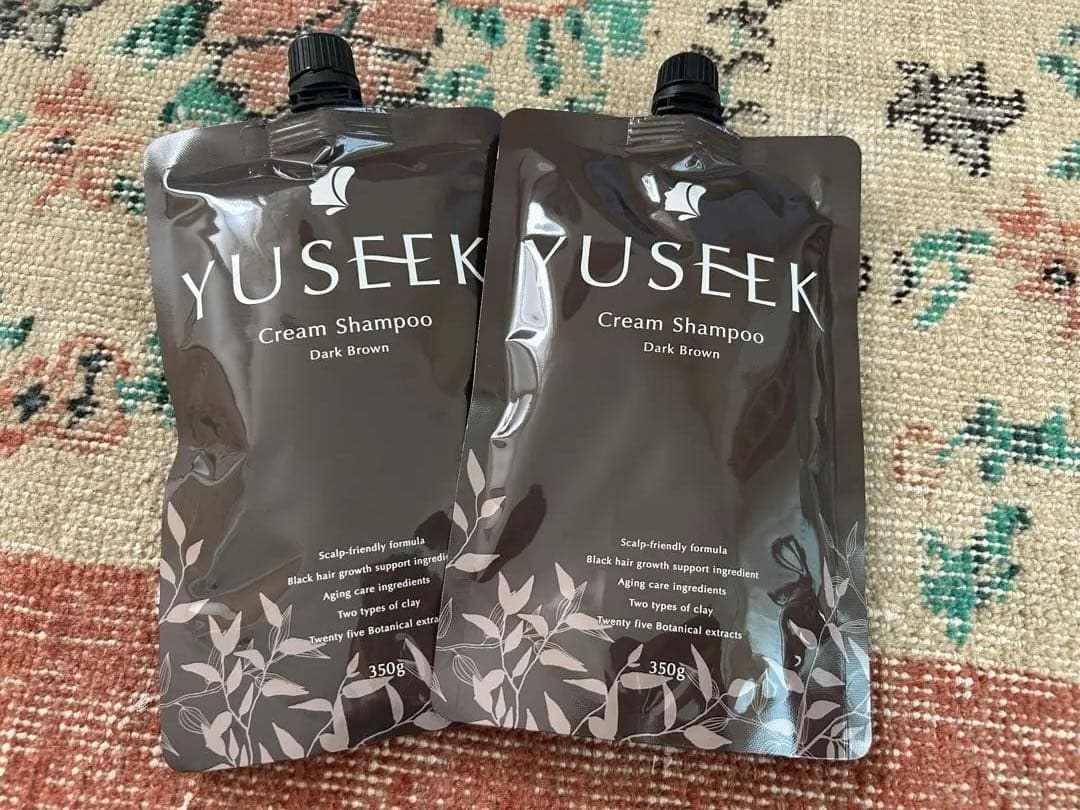 YUSEEK
Cream Shampoo
Dark Brown
Scalp-friendly formula
Black hair growth support
Aging care ingredients
Two types of clay
Twenty five Botanical
350g
YUSEEK
Cream Shampoo
Dark Brown
Scalp-friendly formula
Black hair growth support ingredient
Aging care ingredients
Two types of clay
Twenty five Botanical extracts
350g